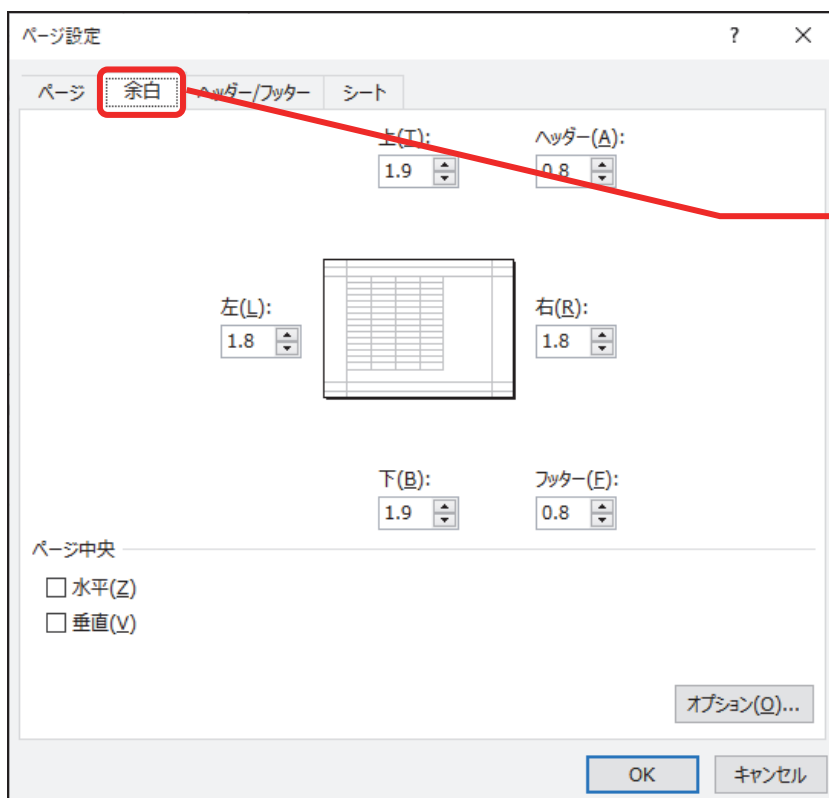 ページ設定 ?
ページ 余白 ヘッダー/フッター シート
上(T): ヘッダー(A):
1.9 0.8
左(L): 右(R):
1.8 1.8
下(B): フッター(F):
1.9 0.8
ページ中央
水平(Z)
垂直(V)
オプション(O)...
OK キャンセル